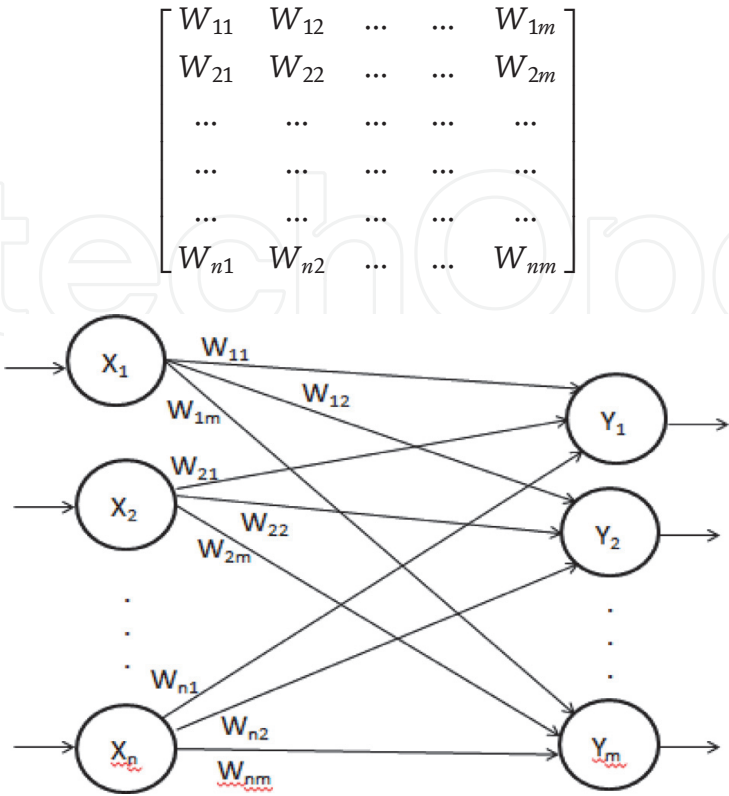 W₁₁ W₁₂ ... ... W₁ₘ
W₂₁ W₂₂ ... ... W₂ₘ
... ... ... ... ...
... ... ... ... ...
... ... ... ... ...
Wₙ₁ Wₙ₂ ... ... Wₙₘ
techOp
X₁
W₁₁
W₁₂
W₁ₘ
Y₁
W₂₁
X₂
W₂₂
W₂ₘ
Y₂
Wₙ₁
Xₙ
Wₙ₂
Wₙₘ
Yₘ